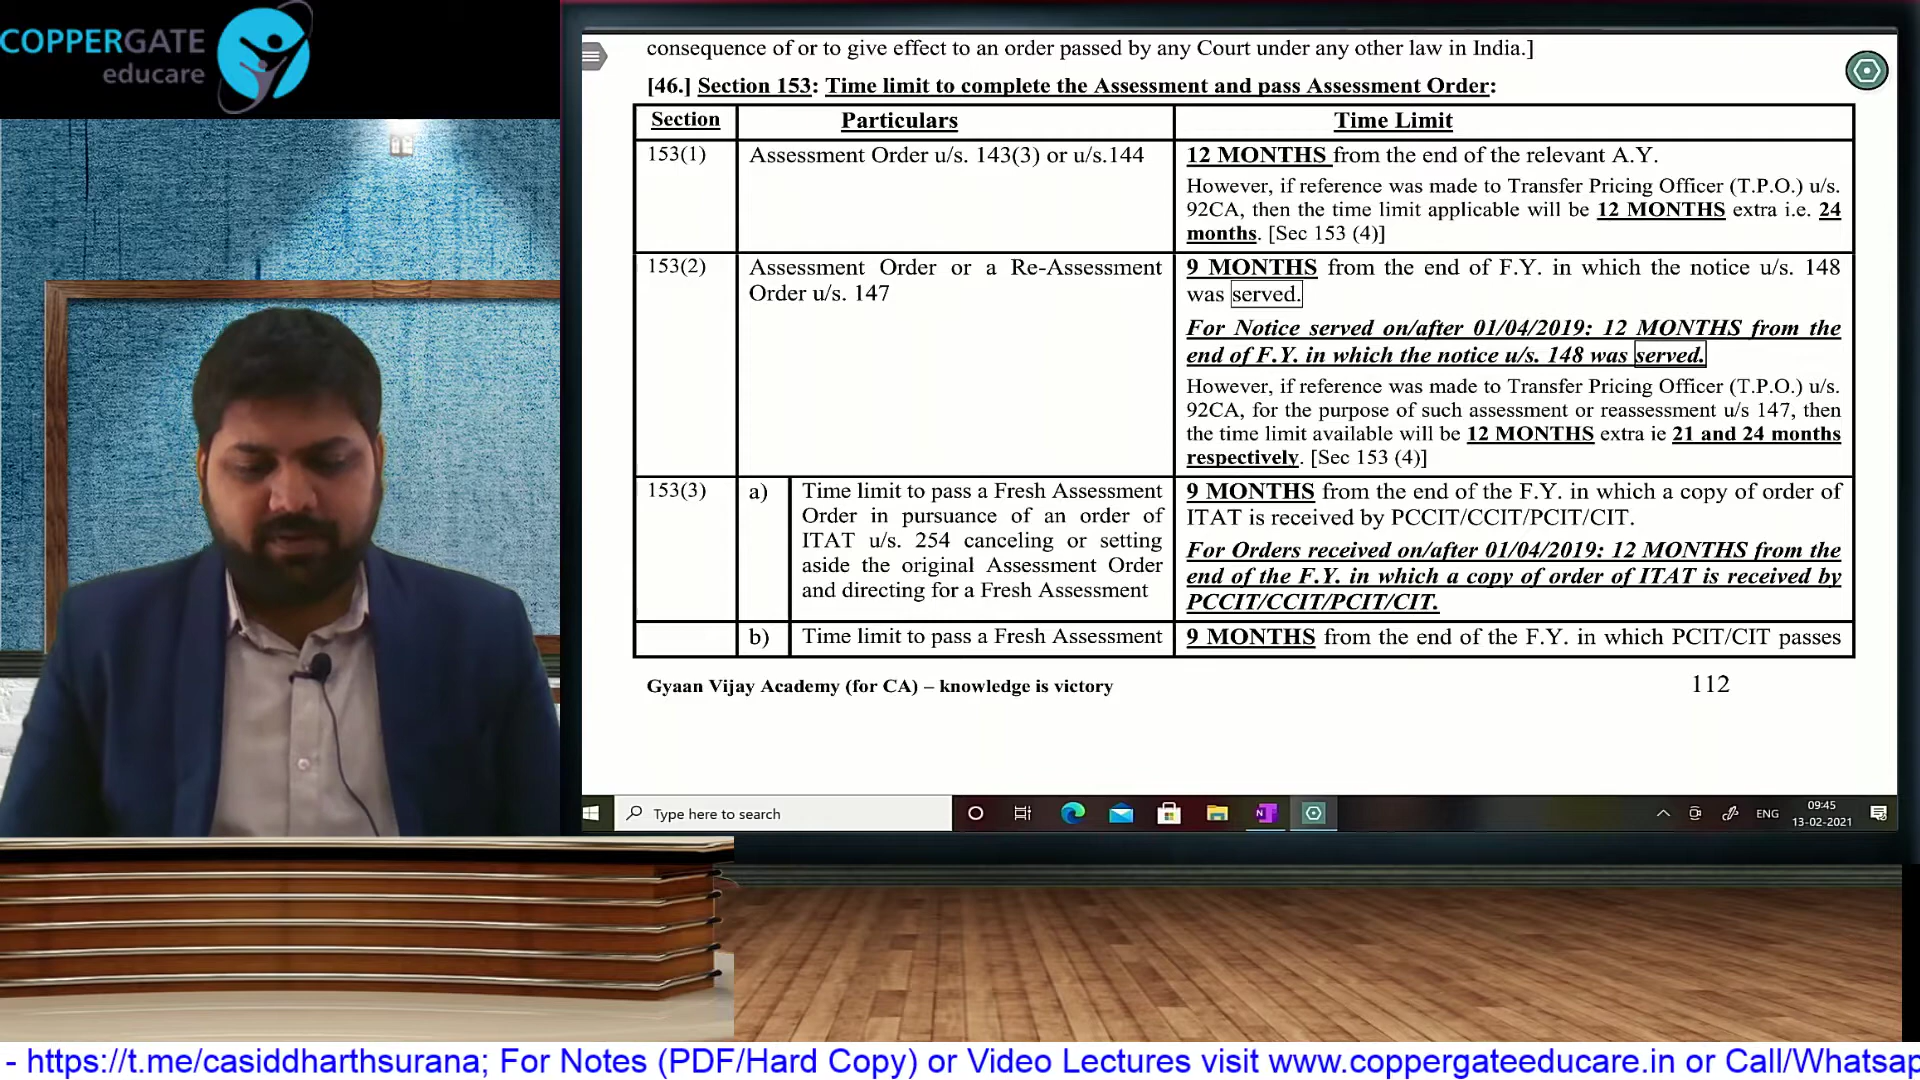 COPPERGATE
educare
consequence of or to give effect to an order passed by any Court under any other law in India.]
[46.] Section 153: Time limit to complete the Assessment and pass Assessment Order:
Section Particulars Time Limit
153(1) Assessment Order u/s. 143(3) or u/s.144
12 MONTHS from the end of the relevant A.Y.
However, if reference was made to Transfer Pricing Officer (T.P.O.) u/s.
92CA, then the time limit applicable will be 12 MONTHS extra i.e. 24
months. [Sec 153 (4)]
153(2) Assessment Order or a Re-Assessment
Order u/s. 147
9 MONTHS from the end of F.Y. in which the notice u/s. 148
was served.
For Notice served on/after 01/04/2019: 12 MONTHS from the
end of F.Y. in which the notice u/s. 148 was served.
However, if reference was made to Transfer Pricing Officer (T.P.O.) u/s.
92CA, for the purpose of such assessment or reassessment u/s 147, then
the time limit available will be 12 MONTHS extra ie 21 and 24 months
respectively. [Sec 153 (4)]
153(3) a) Time limit to pass a Fresh Assessment
Order in pursuance of an order of
ITAT u/s. 254 canceling or setting
aside the original Assessment Order
and directing for a Fresh Assessment
9 MONTHS from the end of the F.Y. in which a copy of order of
ITAT is received by PCCIT/CCIT/PCIT/CIT.
For Orders received on/after 01/04/2019: 12 MONTHS from the
end of the F.Y. in which a copy of order of ITAT is received by
PCCIT/CCIT/PCIT/CIT.
b) Time limit to pass a Fresh Assessment
9 MONTHS from the end of the F.Y. in which PCIT/CIT passes
Gyaan Vijay Academy (for CA) – knowledge is victory 112
Type here to search
ENG
09:45
13-02-2021
- https://t.me/casiddharthsurana; For Notes (PDF/Hard Copy) or Video Lectures visit www.coppergateeducare.in or Call/Whatsap